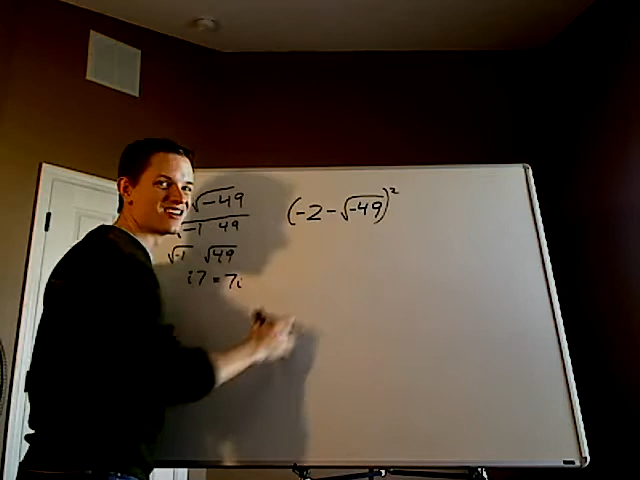 √-49
(-2-√-49)²
√-1 49
√-1 √49
i7 = 7i